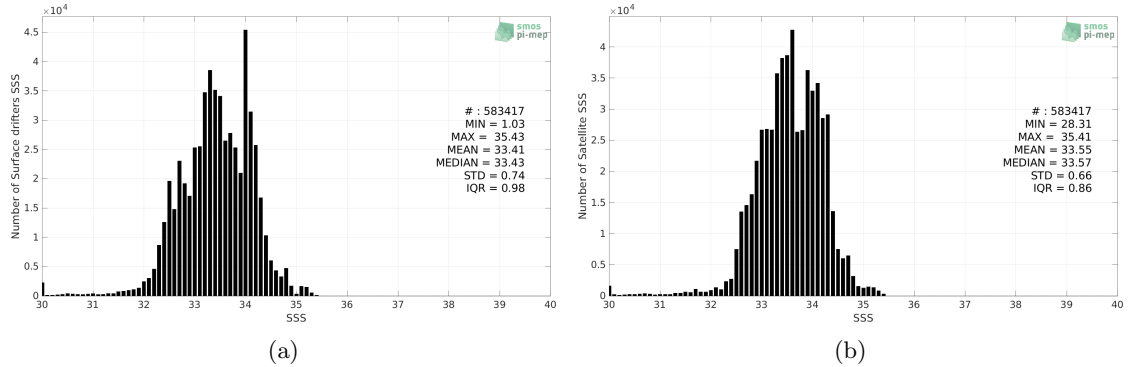 ×10⁴
4.5
4
3.5
3
2.5
2
1.5
1
0.5
0
Number of Surface drifters SSS
30 31 32 33 34 35 36 37 38 39 40
SSS
smos
pi-mep
# : 583417
MIN = 1.03
MAX = 35.43
MEAN = 33.41
MEDIAN = 33.43
STD = 0.74
IQR = 0.98
(a)
×10⁴
4
3.5
3
2.5
2
1.5
1
0.5
0
Number of Satellite SSS
30 31 32 33 34 35 36 37 38 39 40
SSS
smos
pi-mep
# : 583417
MIN = 28.31
MAX = 35.41
MEAN = 33.55
MEDIAN = 33.57
STD = 0.66
IQR = 0.86
(b)